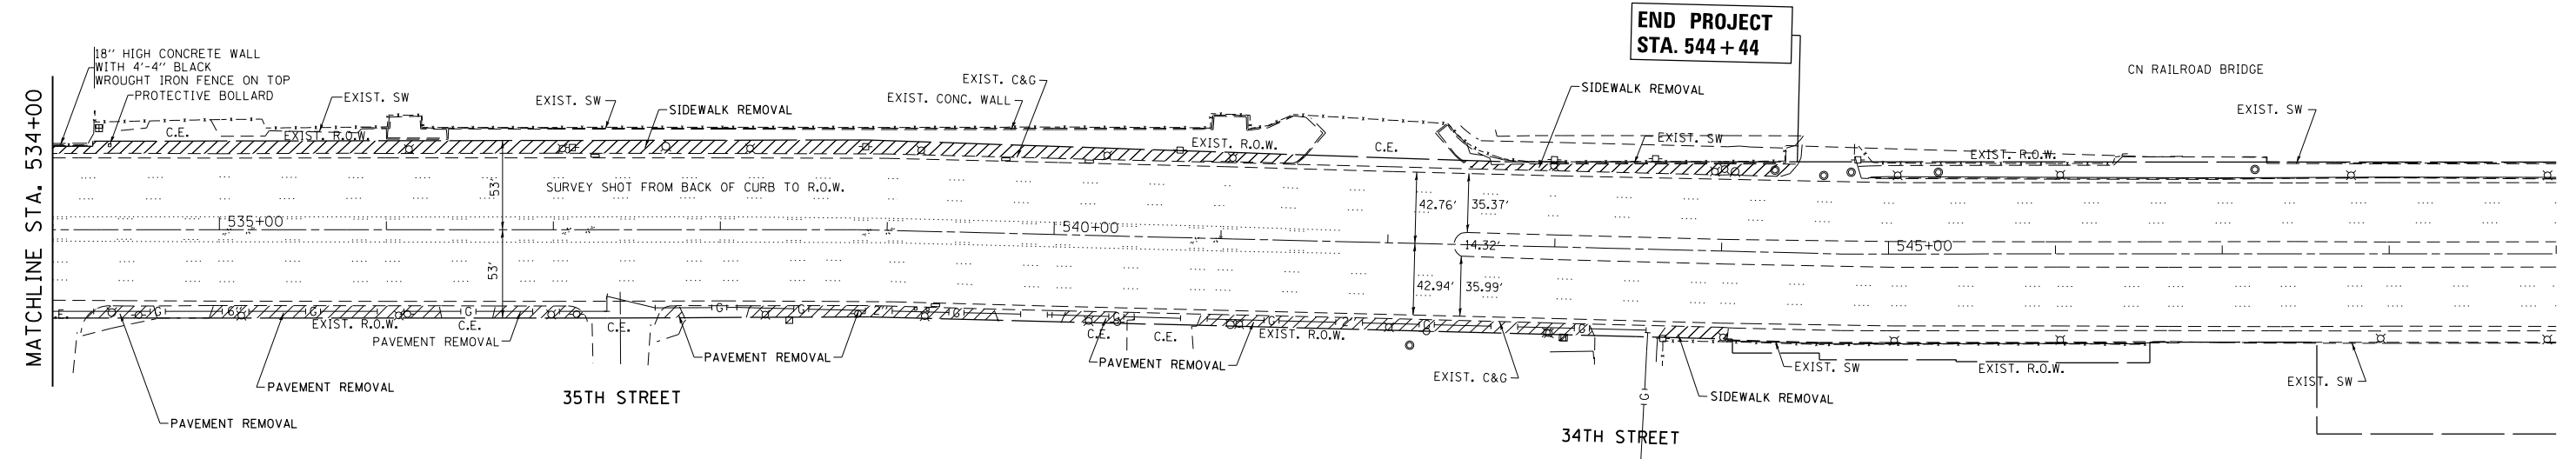 END PROJECT
STA. 544+44
18" HIGH CONCRETE WALL
WITH 4'-4" BLACK
WROUGHT IRON FENCE ON TOP
PROTECTIVE BOLLARD
EXIST. SW
EXIST. SW
SIDEWALK REMOVAL
EXIST. C&G
EXIST. CONC. WALL
SIDEWALK REMOVAL
CN RAILROAD BRIDGE
EXIST. SW
C.E.
EXIST. R.O.W.
EXIST. R.O.W.
C.E.
EXIST. SW
EXIST. R.O.W.
MATCHLINE STA. 534+00
53'
SURVEY SHOT FROM BACK OF CURB TO R.O.W.
42.76'
35.37'
535+00
540+00
14.32'
545+00
53'
42.94'
35.99'
G
G
G
G
G
2"
G
G
G
G
G
EXIST. R.O.W.
C.E.
C.E.
PAVEMENT REMOVAL
PAVEMENT REMOVAL
C.E.
C.E.
EXIST. R.O.W.
PAVEMENT REMOVAL
EXIST. C&G
EXIST. SW
EXIST. R.O.W.
EXIST. SW
PAVEMENT REMOVAL
PAVEMENT REMOVAL
35TH STREET
SIDEWALK REMOVAL
G
34TH STREET